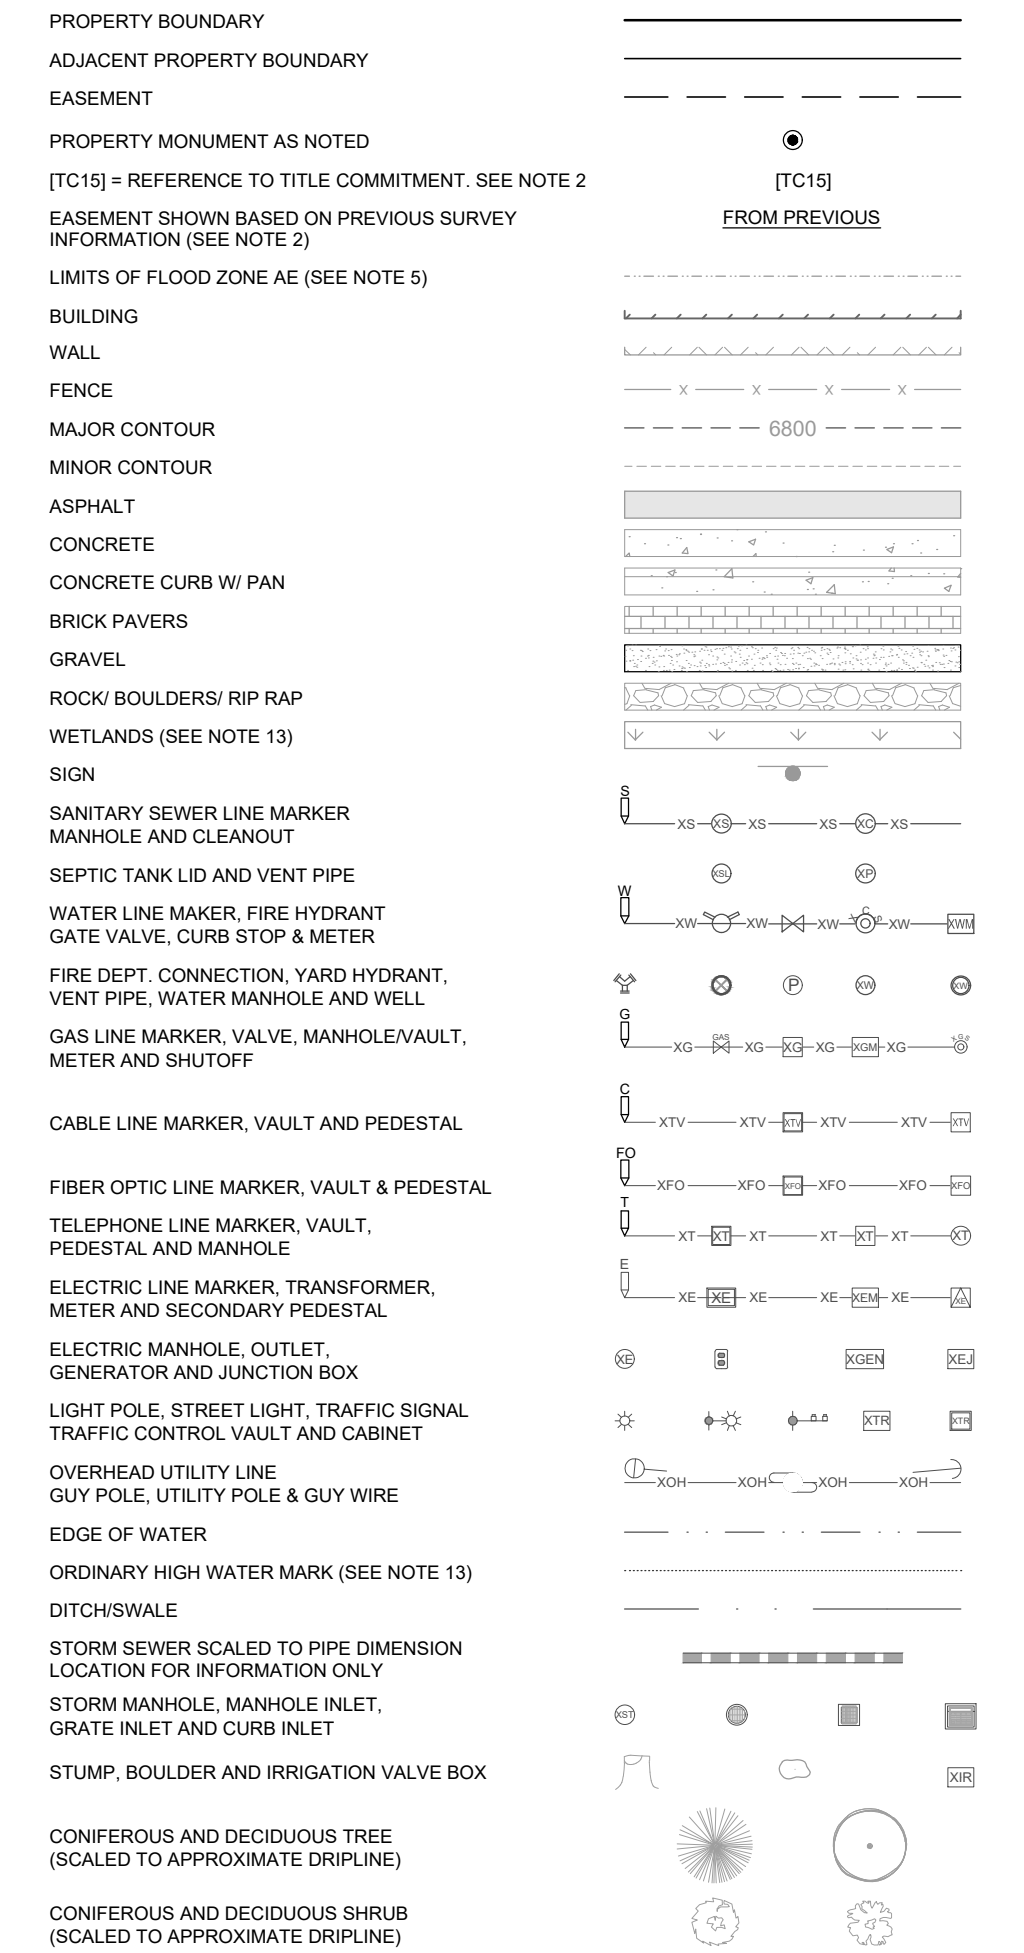 PROPERTY BOUNDARY
ADJACENT PROPERTY BOUNDARY
EASEMENT
PROPERTY MONUMENT AS NOTED
[TC15] = REFERENCE TO TITLE COMMITMENT. SEE NOTE 2 [TC15]
EASEMENT SHOWN BASED ON PREVIOUS SURVEY FROM PREVIOUS
INFORMATION (SEE NOTE 2)
LIMITS OF FLOOD ZONE AE (SEE NOTE 5)
BUILDING
WALL
FENCE X X X X
MAJOR CONTOUR 6800
MINOR CONTOUR
ASPHALT
CONCRETE
CONCRETE CURB W/ PAN
BRICK PAVERS
GRAVEL
ROCK/ BOULDERS/ RIP RAP
WETLANDS (SEE NOTE 13)
SIGN
S
SANITARY SEWER LINE MARKER
MANHOLE AND CLEANOUT
XS XS XS XS XC XS
SEPTIC TANK LID AND VENT PIPE XSL XP
W
WATER LINE MAKER, FIRE HYDRANT
GATE VALVE, CURB STOP & METER
XW XW XW XCS XW XWM
FIRE DEPT. CONNECTION, YARD HYDRANT,
VENT PIPE, WATER MANHOLE AND WELL
P XW XW
G
GAS LINE MARKER, VALVE, MANHOLE/VAULT,
METER AND SHUTOFF
XG GAS XG XG XG XGM XG XGS
C
CABLE LINE MARKER, VAULT AND PEDESTAL XTV XTV XTV XTV XTV XTV
FO
FIBER OPTIC LINE MARKER, VAULT & PEDESTAL XFO XFO XFO XFO XFO XFO
T
TELEPHONE LINE MARKER, VAULT,
PEDESTAL AND MANHOLE
XT XT XT XT XT XT XT
E
ELECTRIC LINE MARKER, TRANSFORMER,
METER AND SECONDARY PEDESTAL
XE XE XE XE XEM XE XE
ELECTRIC MANHOLE, OUTLET,
GENERATOR AND JUNCTION BOX
XE XGEN XEJ
LIGHT POLE, STREET LIGHT, TRAFFIC SIGNAL
TRAFFIC CONTROL VAULT AND CABINET
XTR XTR
OVERHEAD UTILITY LINE
GUY POLE, UTILITY POLE & GUY WIRE
XOH XOH XOH XOH
EDGE OF WATER
ORDINARY HIGH WATER MARK (SEE NOTE 13)
DITCH/SWALE
STORM SEWER SCALED TO PIPE DIMENSION
LOCATION FOR INFORMATION ONLY
STORM MANHOLE, MANHOLE INLET,
GRATE INLET AND CURB INLET
XST
STUMP, BOULDER AND IRRIGATION VALVE BOX XIR
CONIFEROUS AND DECIDUOUS TREE
(SCALED TO APPROXIMATE DRIPLINE)
CONIFEROUS AND DECIDUOUS SHRUB
(SCALED TO APPROXIMATE DRIPLINE)